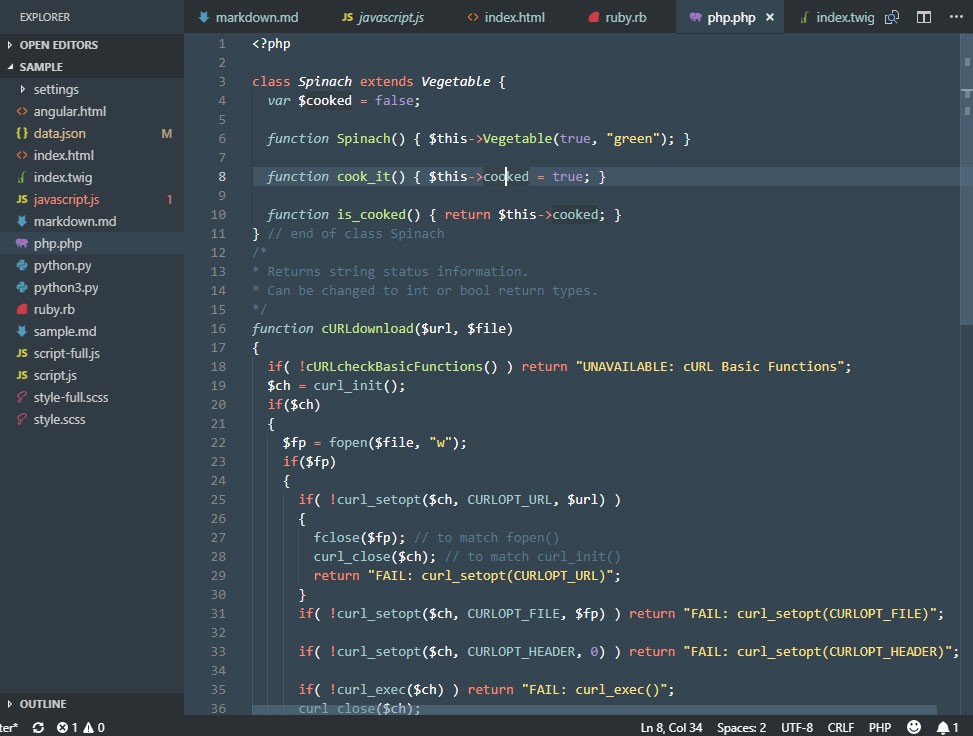 EXPLORER
OPEN EDITORS
SAMPLE
settings
angular.html
{} data.json M
index.html
index.twig
JS javascript.js 1
markdown.md
php.php
python.py
python3.py
ruby.rb
sample.md
JS script-full.js
JS script.js
style-full.scss
style.scss
OUTLINE
markdown.md JS javascript.js <> index.html ruby.rb php.php × index.twig ...
1 <?php
2
3 class Spinach extends Vegetable {
4 var $cooked = false;
5
6 function Spinach() { $this->Vegetable(true, "green"); }
7
8 function cook_it() { $this->cooked = true; }
9
10 function is_cooked() { return $this->cooked; }
11 } // end of class Spinach
12 /*
13 * Returns string status information.
14 * Can be changed to int or bool return types.
15 */
16 function cURLdownload($url, $file)
17 {
18 if( !cURLcheckBasicFunctions() ) return "UNAVAILABLE: cURL Basic Functions";
19 $ch = curl_init();
20 if($ch)
21 {
22 $fp = fopen($file, "w");
23 if($fp)
24 {
25 if( !curl_setopt($ch, CURLOPT_URL, $url) )
26 {
27 fclose($fp); // to match fopen()
28 curl_close($ch); // to match curl_init()
29 return "FAIL: curl_setopt(CURLOPT_URL)";
30 }
31 if( !curl_setopt($ch, CURLOPT_FILE, $fp) ) return "FAIL: curl_setopt(CURLOPT_FILE)";
32
33 if( !curl_setopt($ch, CURLOPT_HEADER, 0) ) return "FAIL: curl_setopt(CURLOPT_HEADER)";
34
35 if( !curl_exec($ch) ) return "FAIL: curl_exec()";
36 curl_close($ch);
ter* 1 0 Ln 8, Col 34 Spaces: 2 UTF-8 CRLF PHP 1